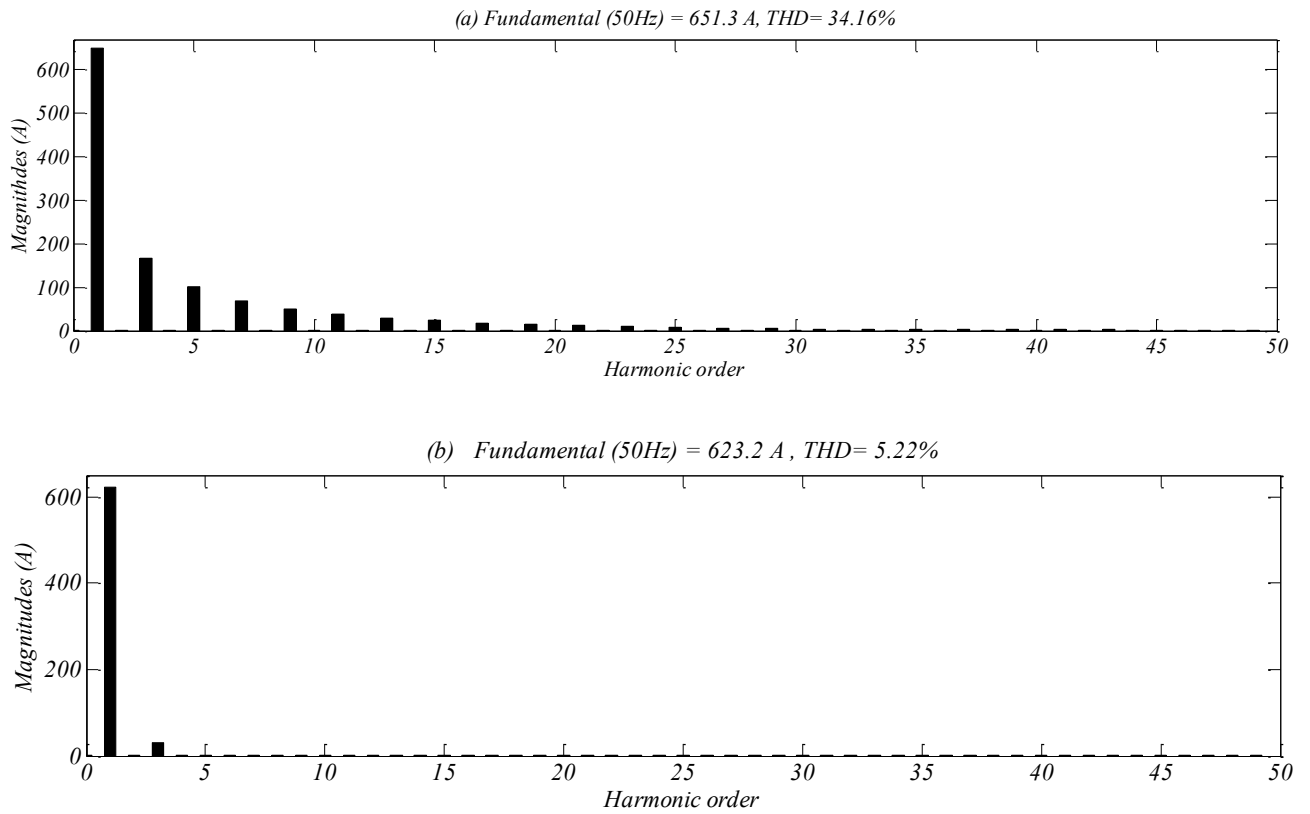 (a) Fundamental (50Hz) = 651.3 A, THD= 34.16%
600
500
400
300
200
100
0
Magnithdes (A)
0 5 10 15 20 25 30 35 40 45 50
Harmonic order
(b) Fundamental (50Hz) = 623.2 A , THD= 5.22%
600
400
200
0
Magnitudes (A)
0 5 10 15 20 25 30 35 40 45 50
Harmonic order